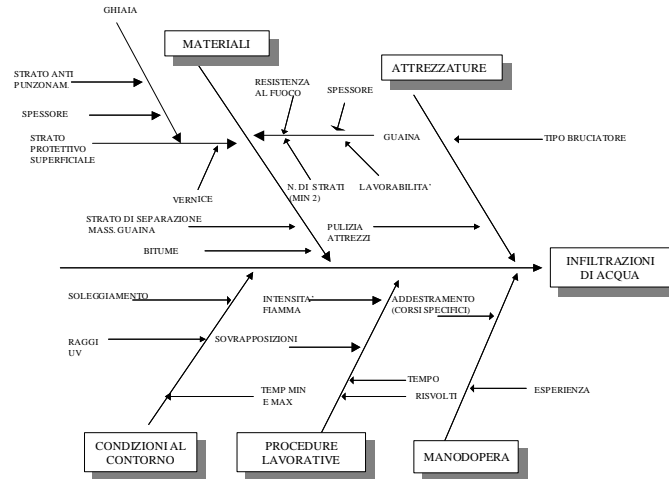 GHIAIA
MATERIALI
ATTREZZATURE
STRATO ANTI
PUNZONAM.
RESISTENZA
AL FUOCO
SPESSORE
SPESSORE
STRATO
PROTETTIVO
SUPERFICIALE
GUAINA
TIPO BRUCIATORE
VERNICE
N. DI STRATI
(MIN 2)
LAVORABILITA'
STRATO DI SEPARAZIONE
MASS. GUAINA
PULIZIA
ATTREZZI
BITUME
INFILTRAZIONI
DI ACQUA
SOLEGGIAMENTO
INTENSITA'
FIAMMA
ADDESTRAMENTO
(CORSI SPECIFICI)
RAGGI
UV
SOVRAPPOSIZIONI
TEMP MIN
E MAX
TEMPO
RISVOLTI
ESPERIENZA
CONDIZIONI AL
CONTORNO
PROCEDURE
LAVORATIVE
MANODOPERA